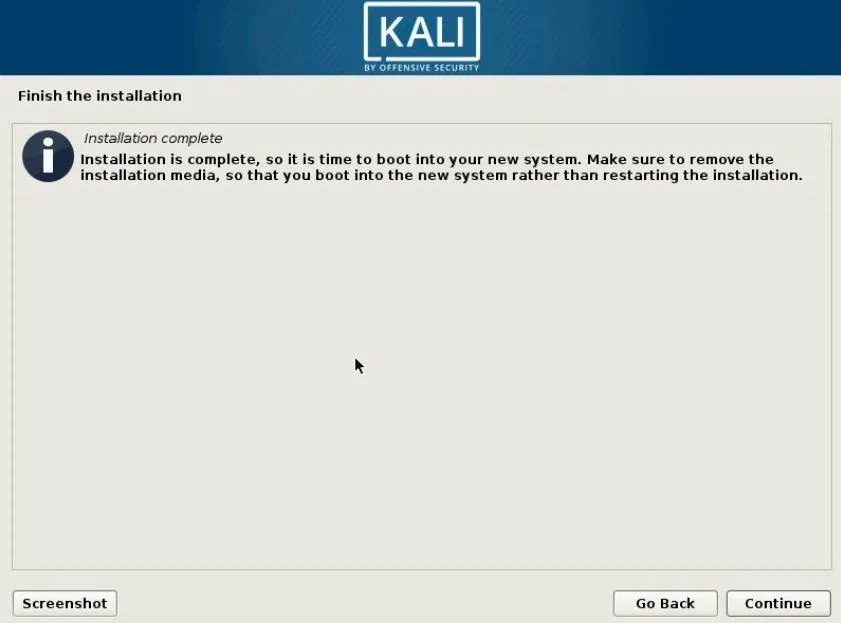 KALI
BY OFFENSIVE SECURITY
Finish the installation
Installation complete
Installation is complete, so it is time to boot into your new system. Make sure to remove the
installation media, so that you boot into the new system rather than restarting the installation.
Screenshot
Go Back
Continue